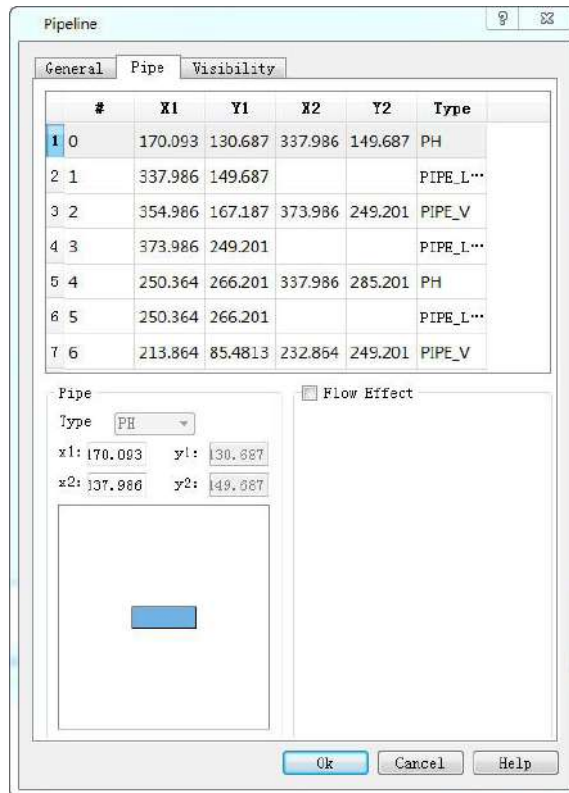 Pipeline
General Pipe Visibility
# X1 Y1 X2 Y2 Type
1 0 170.093 130.687 337.986 149.687 PH
2 1 337.986 149.687 PIPE_L...
3 2 354.986 167.187 373.986 249.201 PIPE_V
4 3 373.986 249.201 PIPE_L...
5 4 250.364 266.201 337.986 285.201 PH
6 5 250.364 266.201 PIPE_L...
7 6 213.864 85.4813 232.864 249.201 PIPE_V
Pipe Flow Effect
Type PH
x1: 170.093 y1: 130.687
x2: 337.986 y2: 149.687
Ok Cancel Help